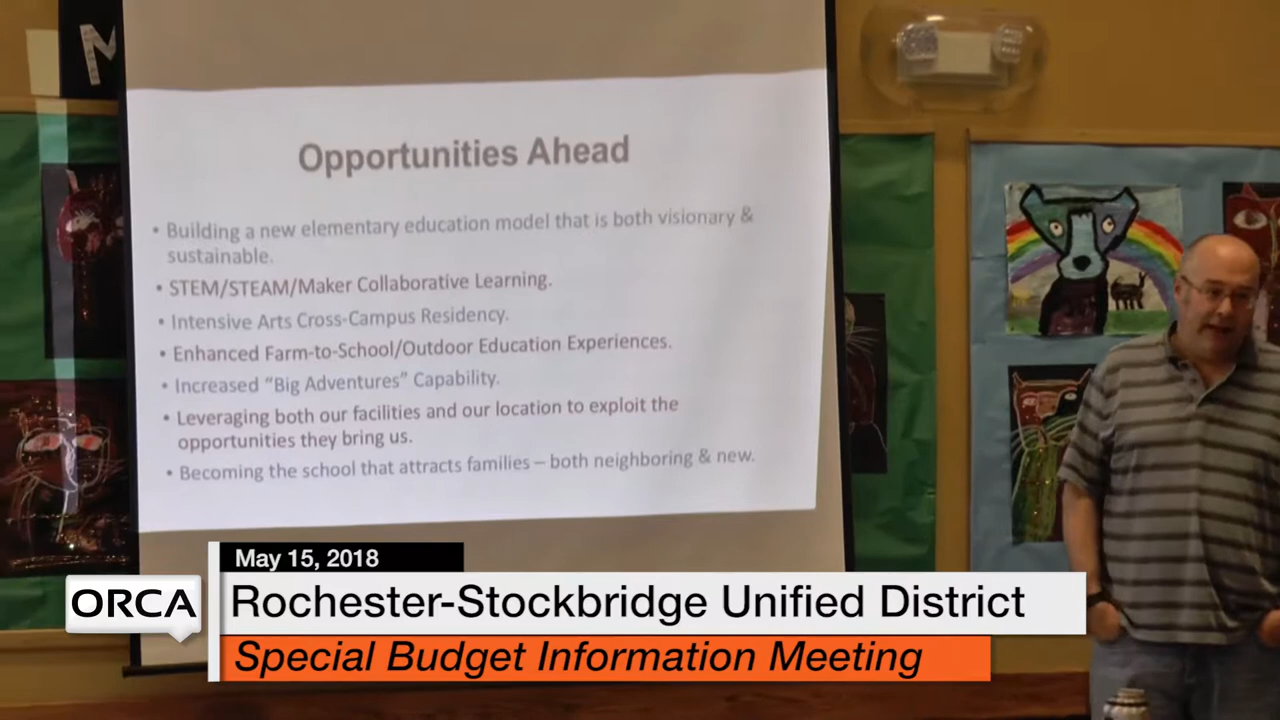 M
Opportunities Ahead
• Building a new elementary education model that is both visionary &
sustainable.
• STEM/STEAM/Maker Collaborative Learning.
• Intensive Arts Cross-Campus Residency.
• Enhanced Farm-to-School/Outdoor Education Experiences.
• Increased “Big Adventures” Capability.
• Leveraging both our facilities and our location to exploit the
opportunities they bring us.
• Becoming the school that attracts families – both neighboring & new.
May 15, 2018
ORCA
Rochester-Stockbridge Unified District
Special Budget Information Meeting